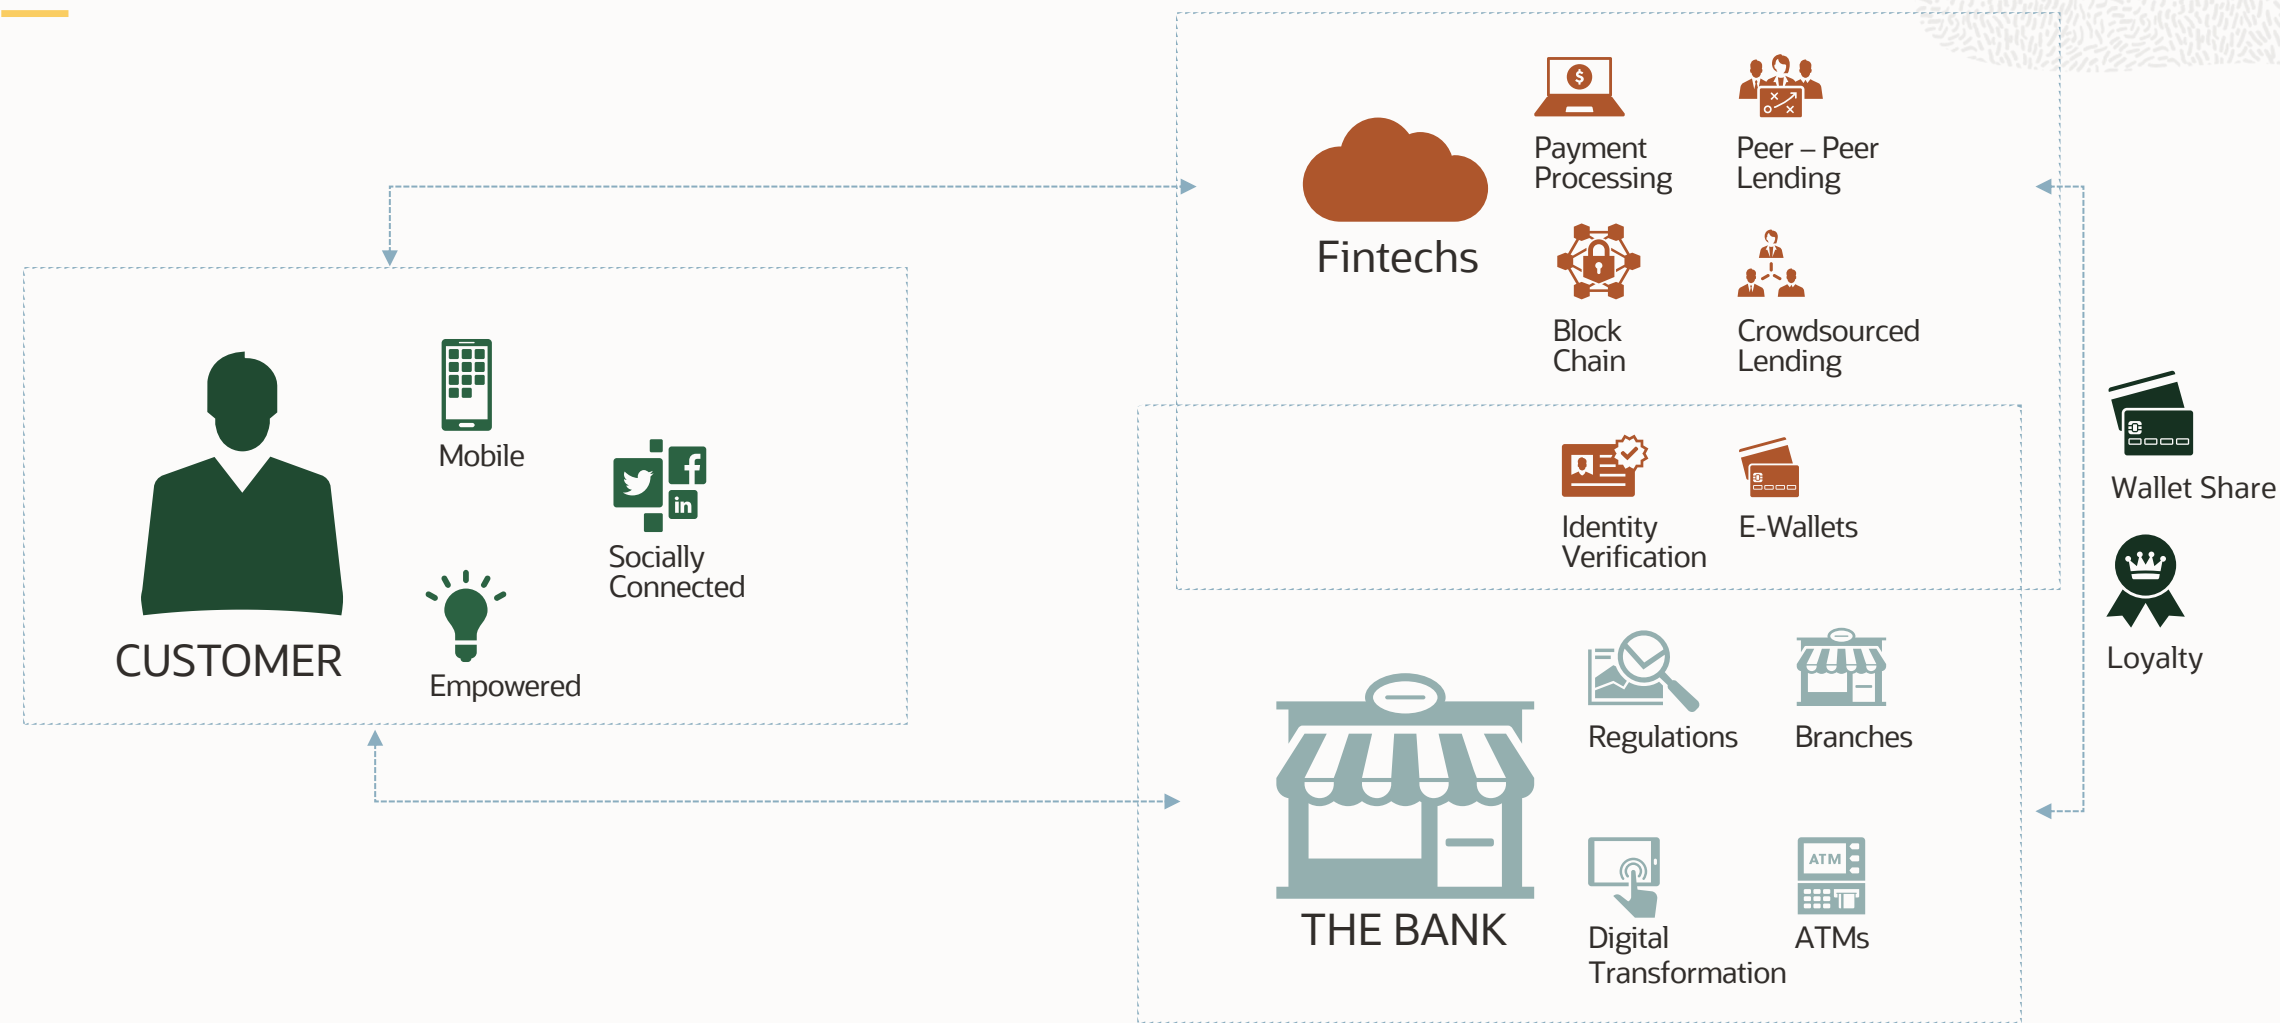 $
Payment
Processing
Peer – Peer
Lending
Fintechs
Block
Chain
Crowdsourced
Lending
Mobile
Socially
Connected
CUSTOMER
Empowered
Identity
Verification
E-Wallets
Wallet Share
Loyalty
Regulations
Branches
THE BANK
Digital
Transformation
ATM
ATMs
f
in